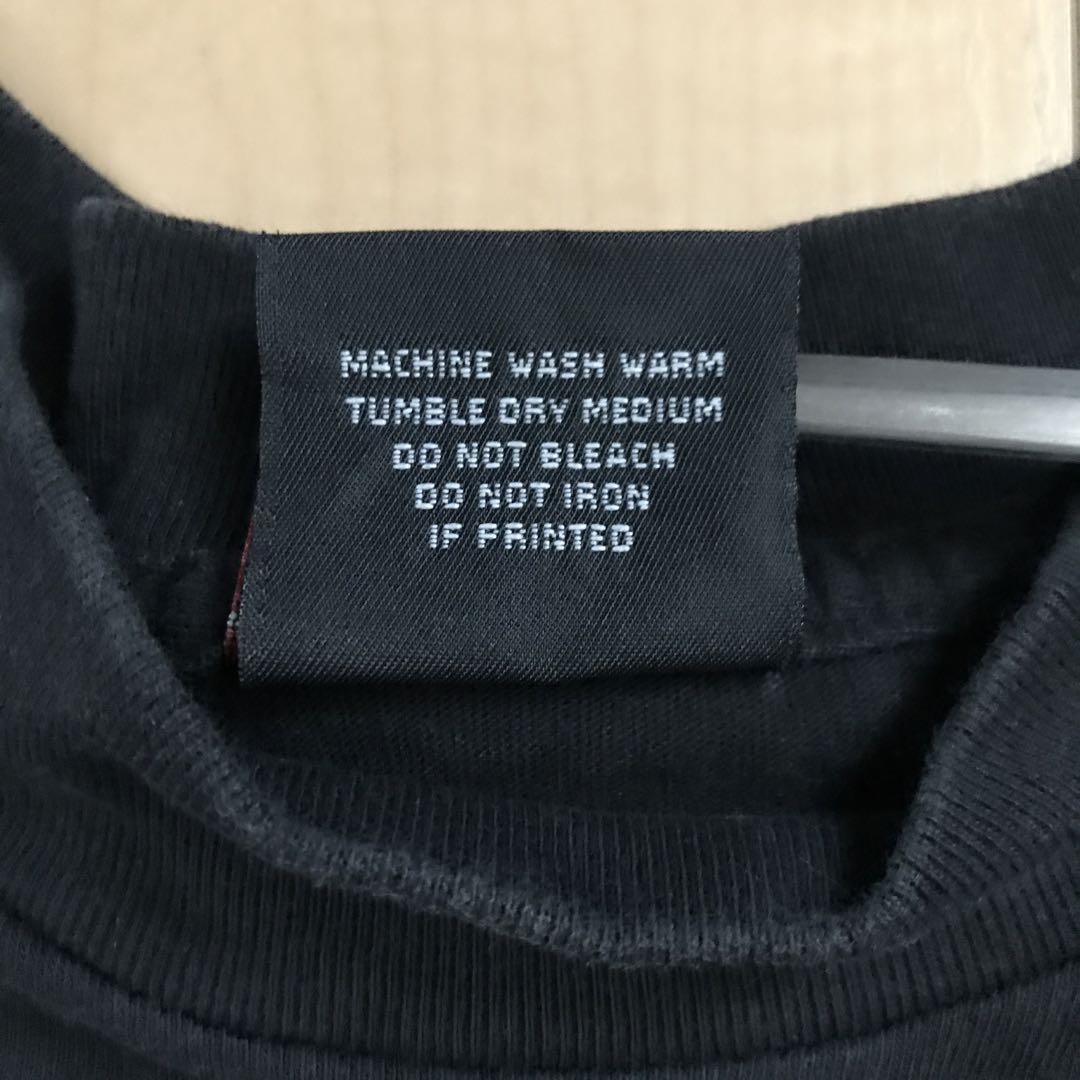 MACHINE WASH WARM
TUMBLE DRY MEDIUM
DO NOT BLEACH
DO NOT IRON
IF PRINTED